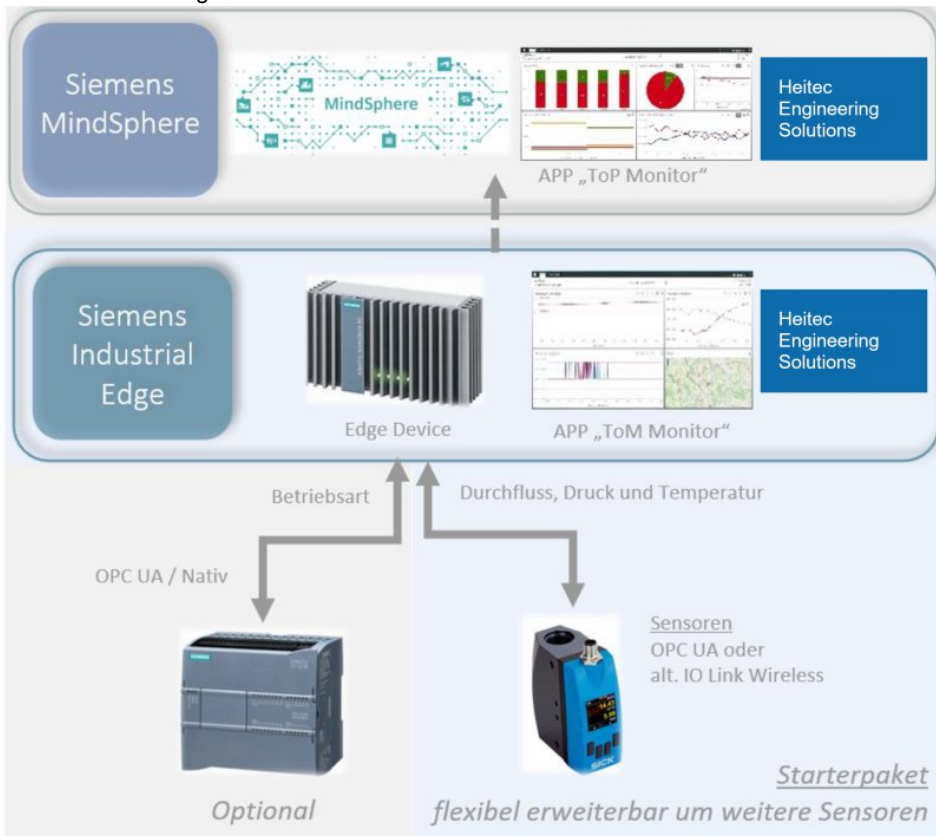 Siemens
MindSphere
MindSphere
APP „ToP Monitor“
Heitec
Engineering
Solutions
Siemens
Industrial
Edge
SIEMENS
Edge Device
APP „ToM Monitor“
Heitec
Engineering
Solutions
Betriebsart
Durchfluss, Druck und Temperatur
OPC UA / Nativ
Sensoren
OPC UA oder
alt. IO Link Wireless
SICK
Starterpaket
Optional
flexibel erweiterbar um weitere Sensoren